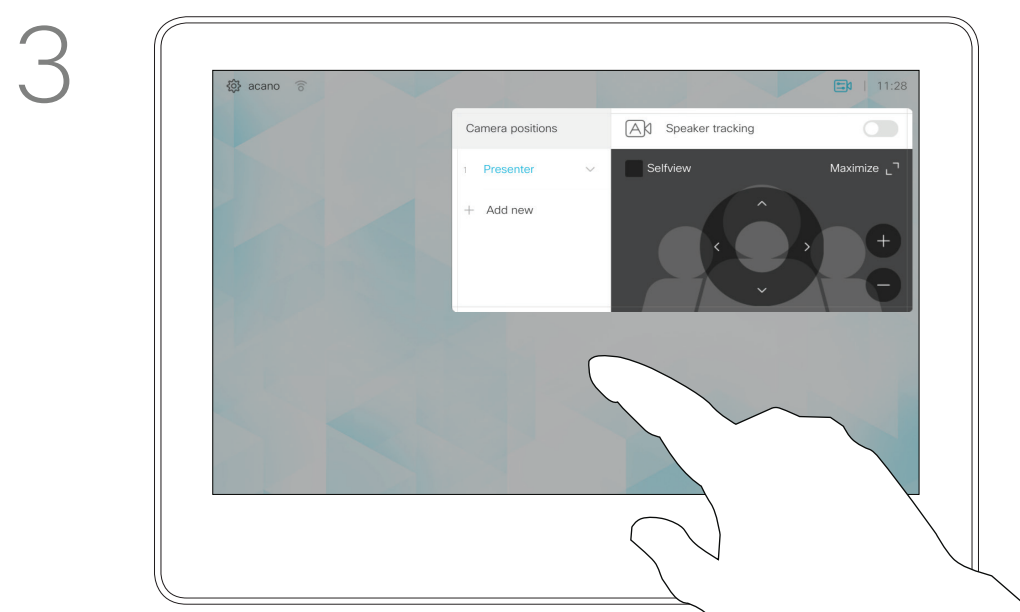 3
acano
11:28
Camera positions
Speaker tracking
1 Presenter
Selfview
Maximize
+ Add new